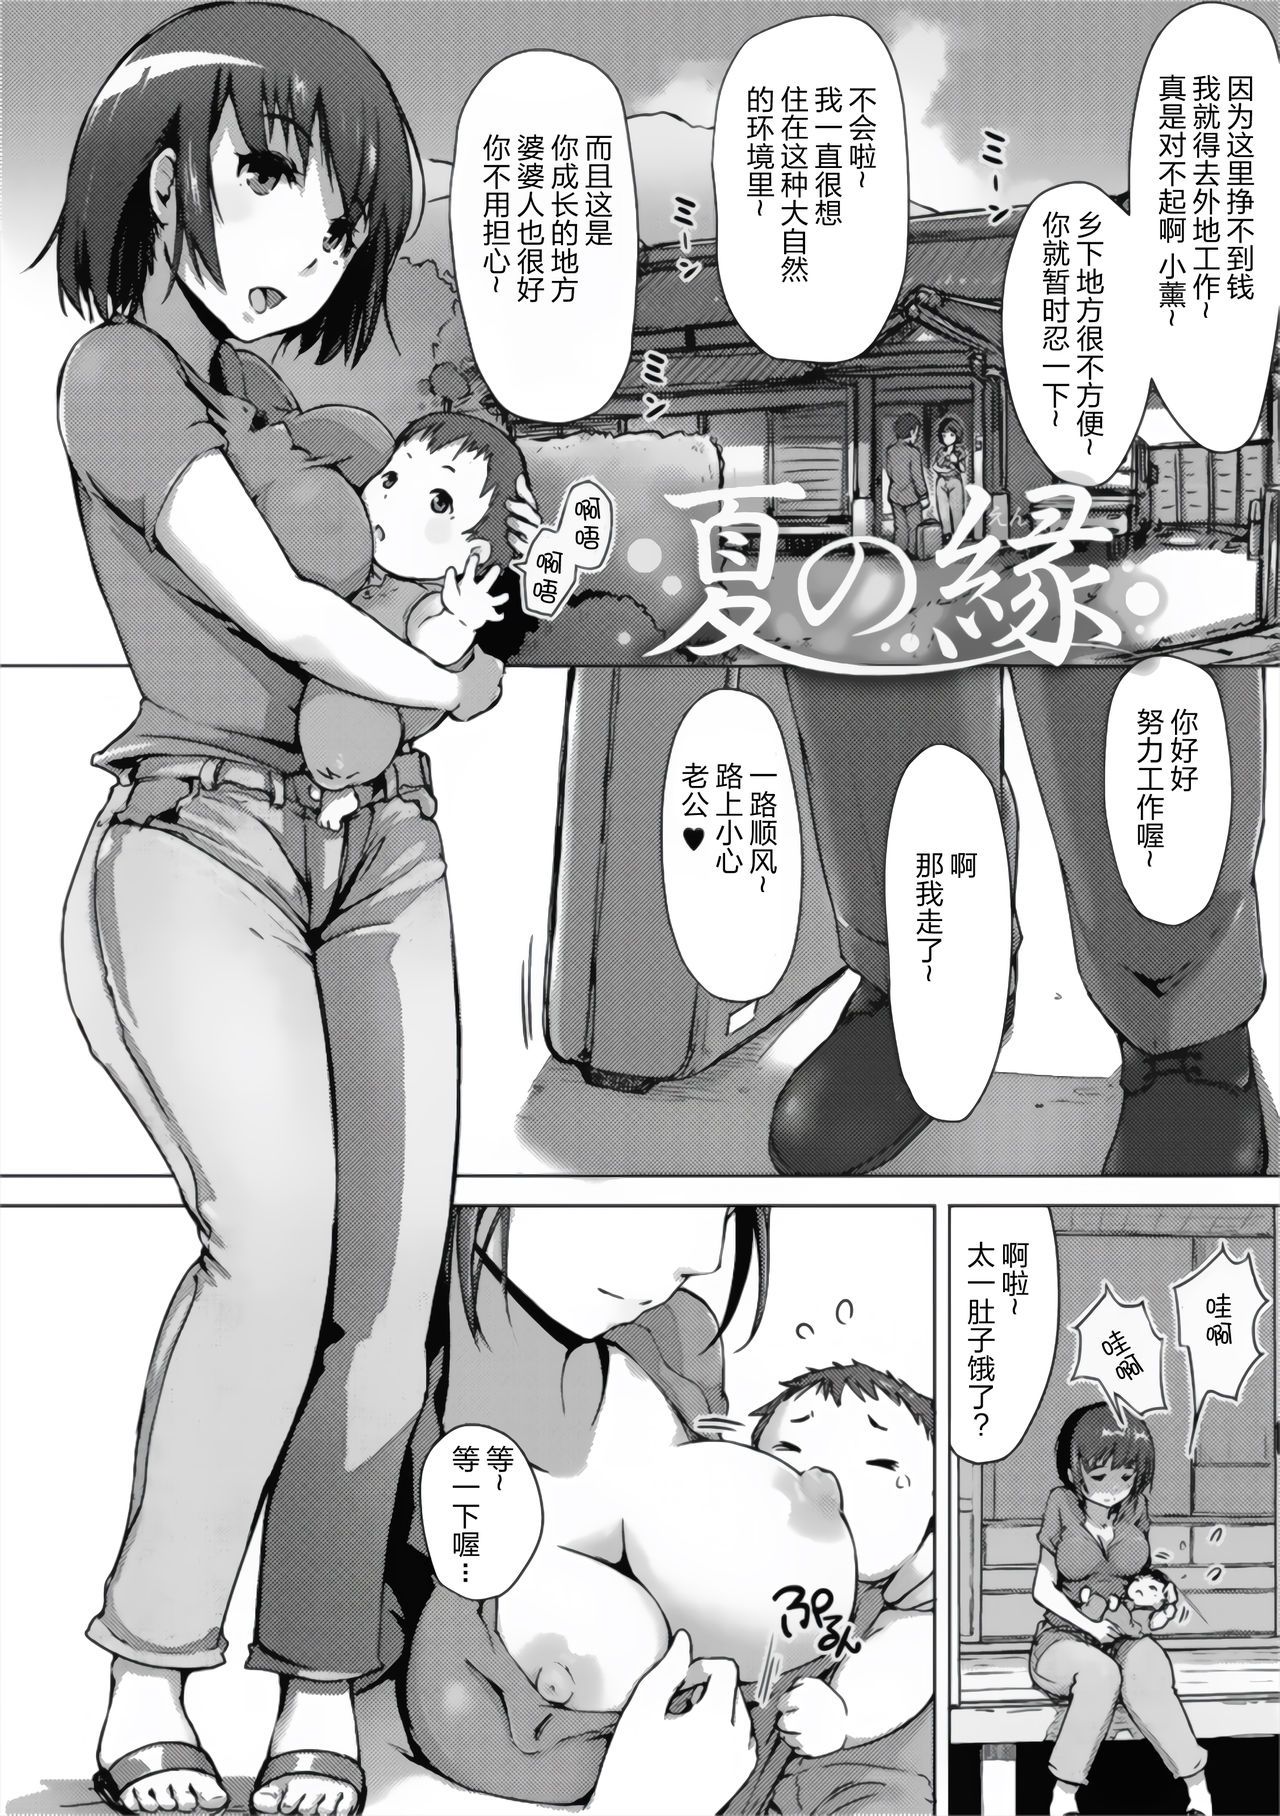 因为这里挣不到钱
我就得去外地工作~
真是对不起啊 小薰~
乡下地方很不方便~
你就暂时忍一下~
不会啦~
我一直很想
住在这种大自然
的环境里~
而且这是
你成长的地方
婆婆人也很好
你不用担心~
ミーン
ミーン
ミーン
ミーン
啊唔
啊唔
えん
夏の縁
你好好
努力工作喔~
啊
那我走了~
一路顺风~
路上小心
老公♥
哇啊
哇啊
啊啦~
太一肚子饿了?
等~
等一下喔…
ぷるん